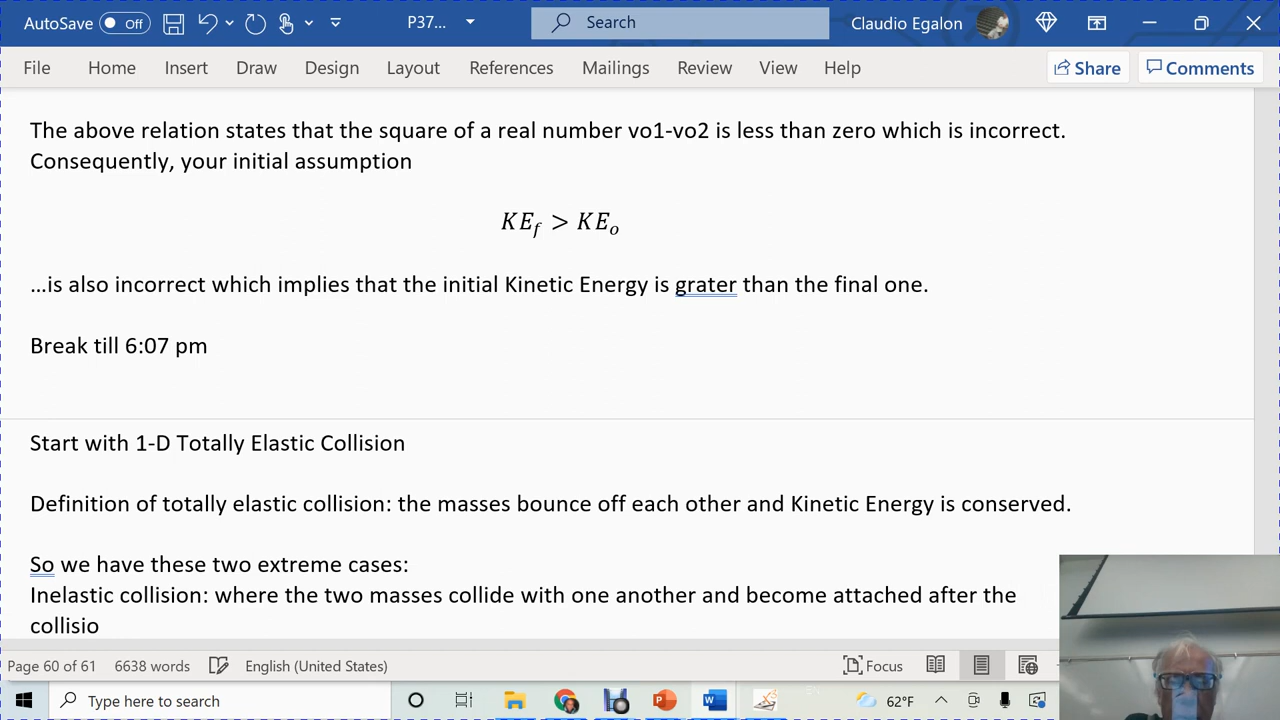 AutoSave Off P37... Search Claudio Egalon
File Home Insert Draw Design Layout References Mailings Review View Help Share Comments
The above relation states that the square of a real number vo1-vo2 is less than zero which is incorrect.
Consequently, your initial assumption
KE_f > KE_o
…is also incorrect which implies that the initial Kinetic Energy is grater than the final one.
Break till 6:07 pm
Start with 1-D Totally Elastic Collision
Definition of totally elastic collision: the masses bounce off each other and Kinetic Energy is conserved.
So we have these two extreme cases:
Inelastic collision: where the two masses collide with one another and become attached after the
collisio
Page 60 of 61 6638 words English (United States) Focus
Type here to search 62°F